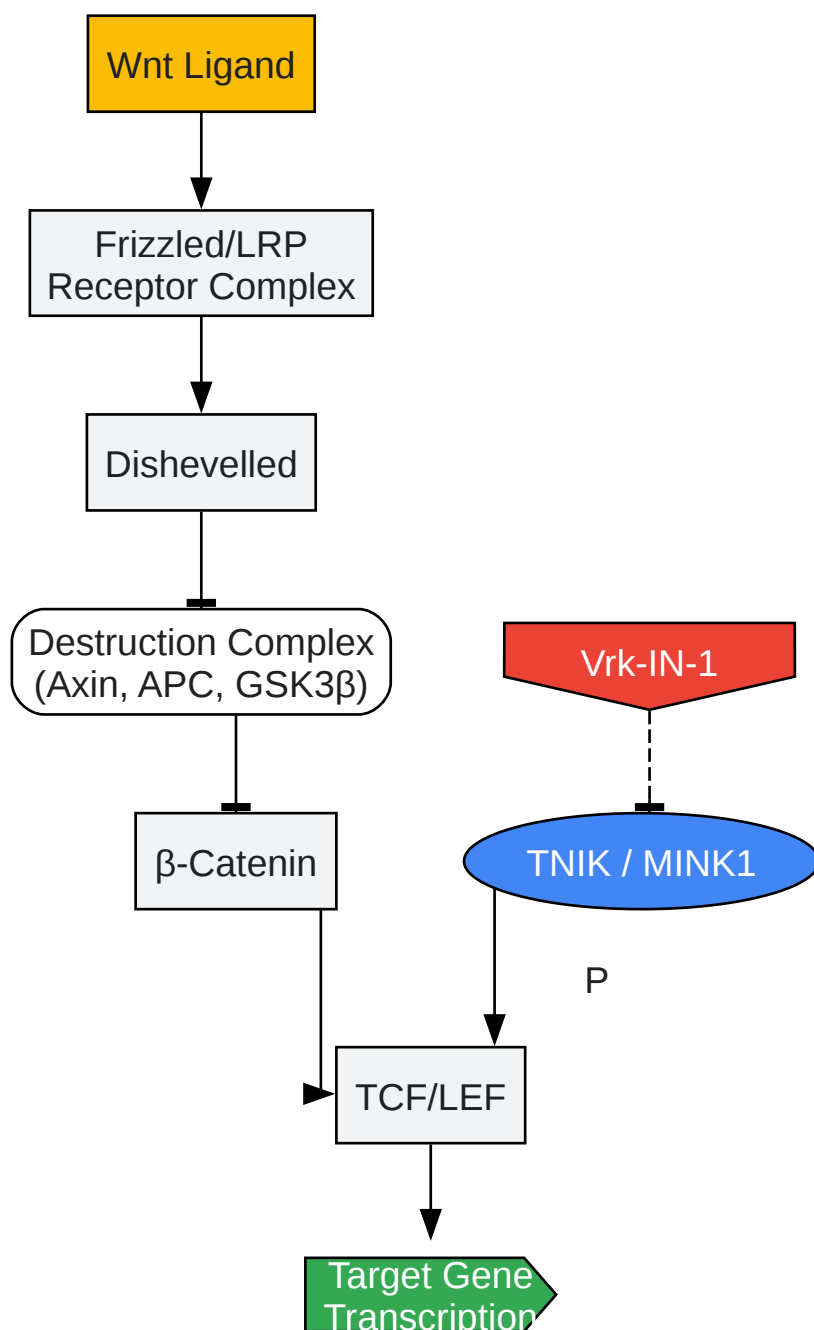 Wnt Ligand
Frizzled/LRP
Receptor Complex
Dishevelled
Destruction Complex
(Axin, APC, GSK3β)
Vrk-IN-1
β-Catenin
TNIK / MINK1
P
TCF/LEF
Target Gene
Transcription